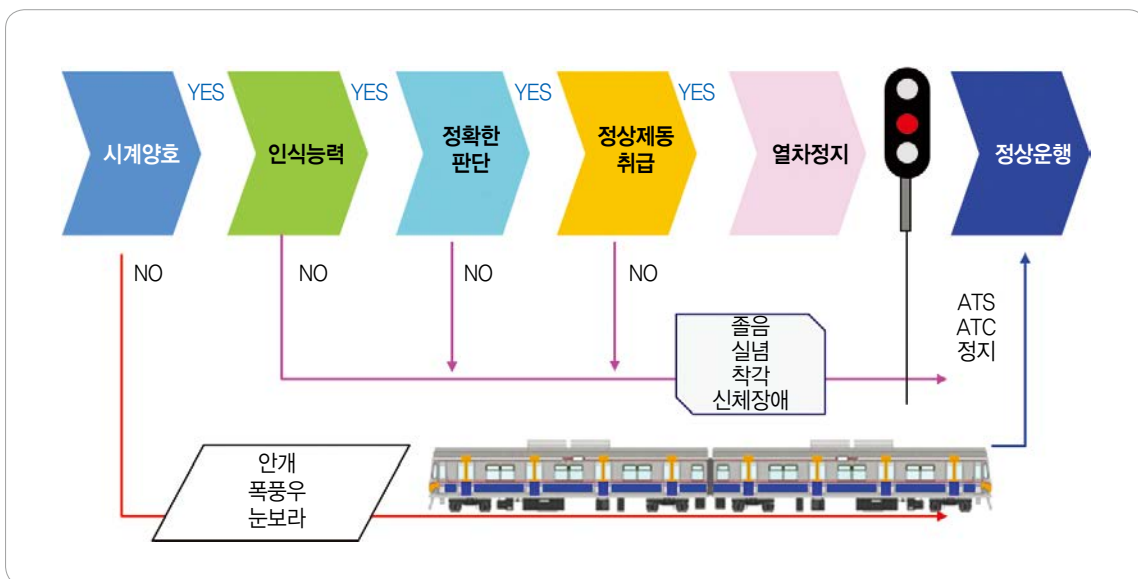 시계양호
YES
인식능력
YES
정확한
판단
YES
정상제동
취급
YES
열차정지
정상운행
NO
NO
NO
NO
졸음
실념
착각
신체장애
ATS
ATC
정지
안개
폭풍우
눈보라